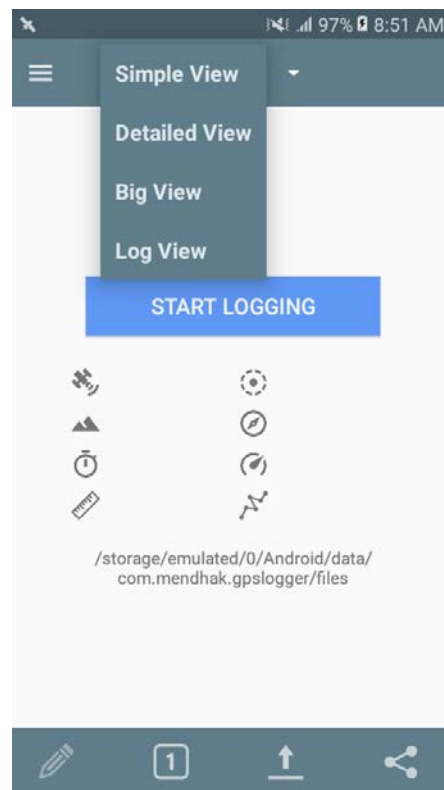 97% 8:51 AM
Simple View
Detailed View
Big View
Log View
START LOGGING
/storage/emulated/0/Android/data/
com.mendhak.gpslogger/files
1